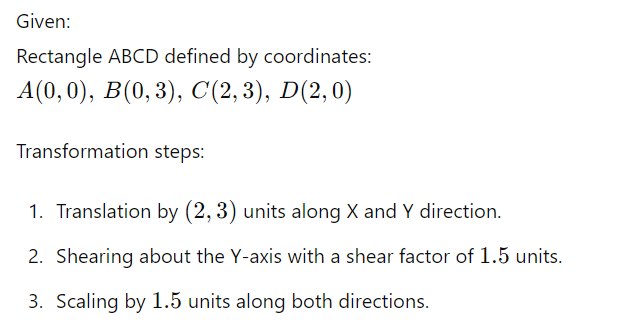 Given:
Rectangle ABCD defined by coordinates:
A(0, 0), B(0, 3), C(2, 3), D(2, 0)
Transformation steps:
1. Translation by (2, 3) units along X and Y direction.
2. Shearing about the Y-axis with a shear factor of 1.5 units.
3. Scaling by 1.5 units along both directions.